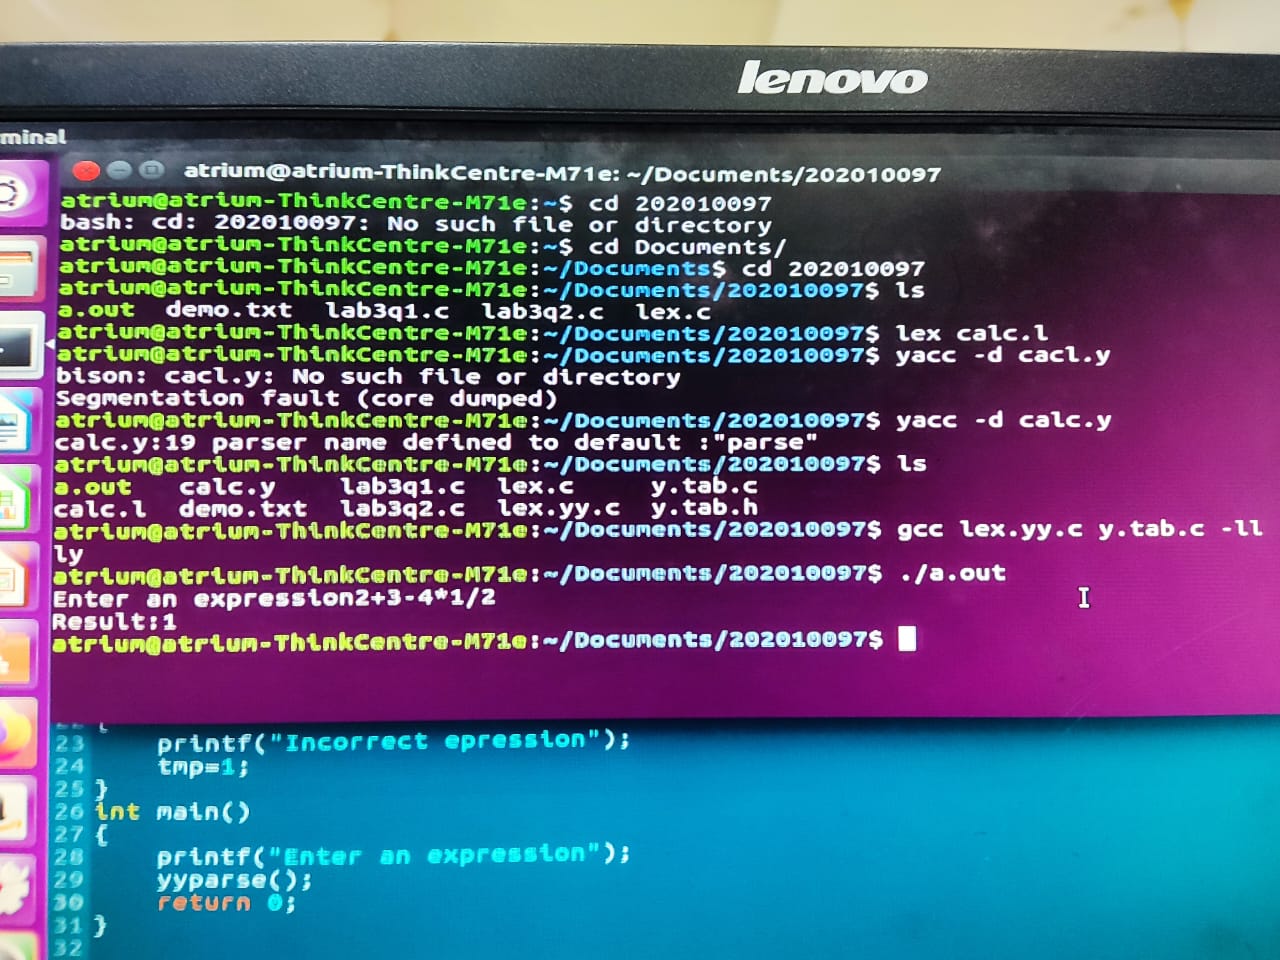 lenovo
minal
atrium@atrium-ThinkCentre-M71e: ~/Documents/202010097
atrium@atrium-ThinkCentre-M71e:~$ cd 202010097
bash: cd: 202010097: No such file or directory
atrium@atrium-ThinkCentre-M71e:~$ cd Documents/
atrium@atrium-ThinkCentre-M71e:~/Documents$ cd 202010097
atrium@atrium-ThinkCentre-M71e:~/Documents/202010097$ ls
a.out demo.txt lab3q1.c lab3q2.c lex.c
atrium@atrium-ThinkCentre-M71e:~/Documents/202010097$ lex calc.l
atrium@atrium-ThinkCentre-M71e:~/Documents/202010097$ yacc -d cacl.y
bison: cacl.y: No such file or directory
Segmentation fault (core dumped)
atrium@atrium-ThinkCentre-M71e:~/Documents/202010097$ yacc -d calc.y
calc.y:19 parser name defined to default :"parse"
atrium@atrium-ThinkCentre-M71e:~/Documents/202010097$ ls
a.out calc.y lab3q1.c lex.c y.tab.c
calc.l demo.txt lab3q2.c lex.yy.c y.tab.h
atrium@atrium-ThinkCentre-M71e:~/Documents/202010097$ gcc lex.yy.c y.tab.c -ll
ly
atrium@atrium-ThinkCentre-M71e:~/Documents/202010097$ ./a.out
Enter an expression2+3-4*1/2
Result:1
atrium@atrium-ThinkCentre-M71e:~/Documents/202010097$
22 {
23 printf("Incorrect epression");
24 tmp=1;
25 }
26 int main()
27 {
28 printf("Enter an expression");
29 yyparse();
30 return 0;
31 }
32